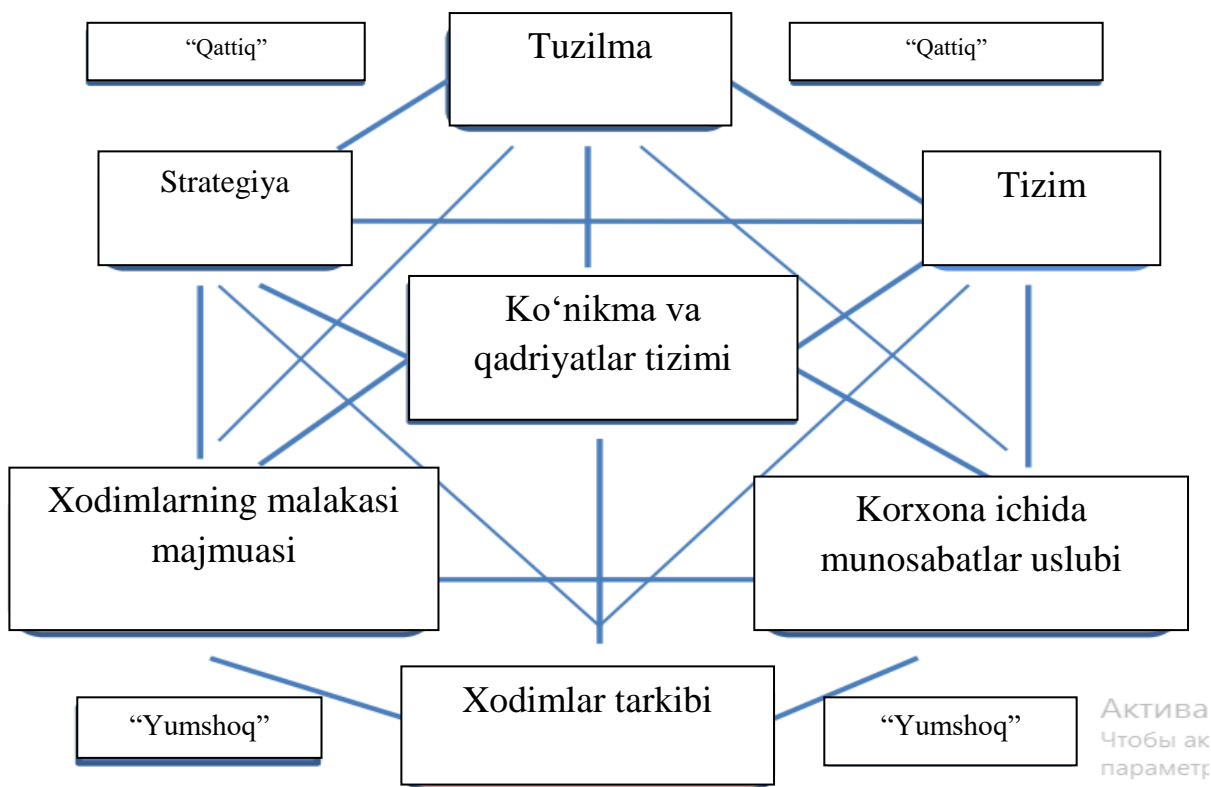 “Qattiq”
Tuzilma
“Qattiq”
Strategiya
Tizim
Ko‘nikma va
qadriyatlar tizimi
Xodimlarning malakasi
majmuasi
Korxona ichida
munosabatlar uslubi
Xodimlar tarkibi
“Yumshoq”
“Yumshoq”
Актива
Чтобы ак
параметр